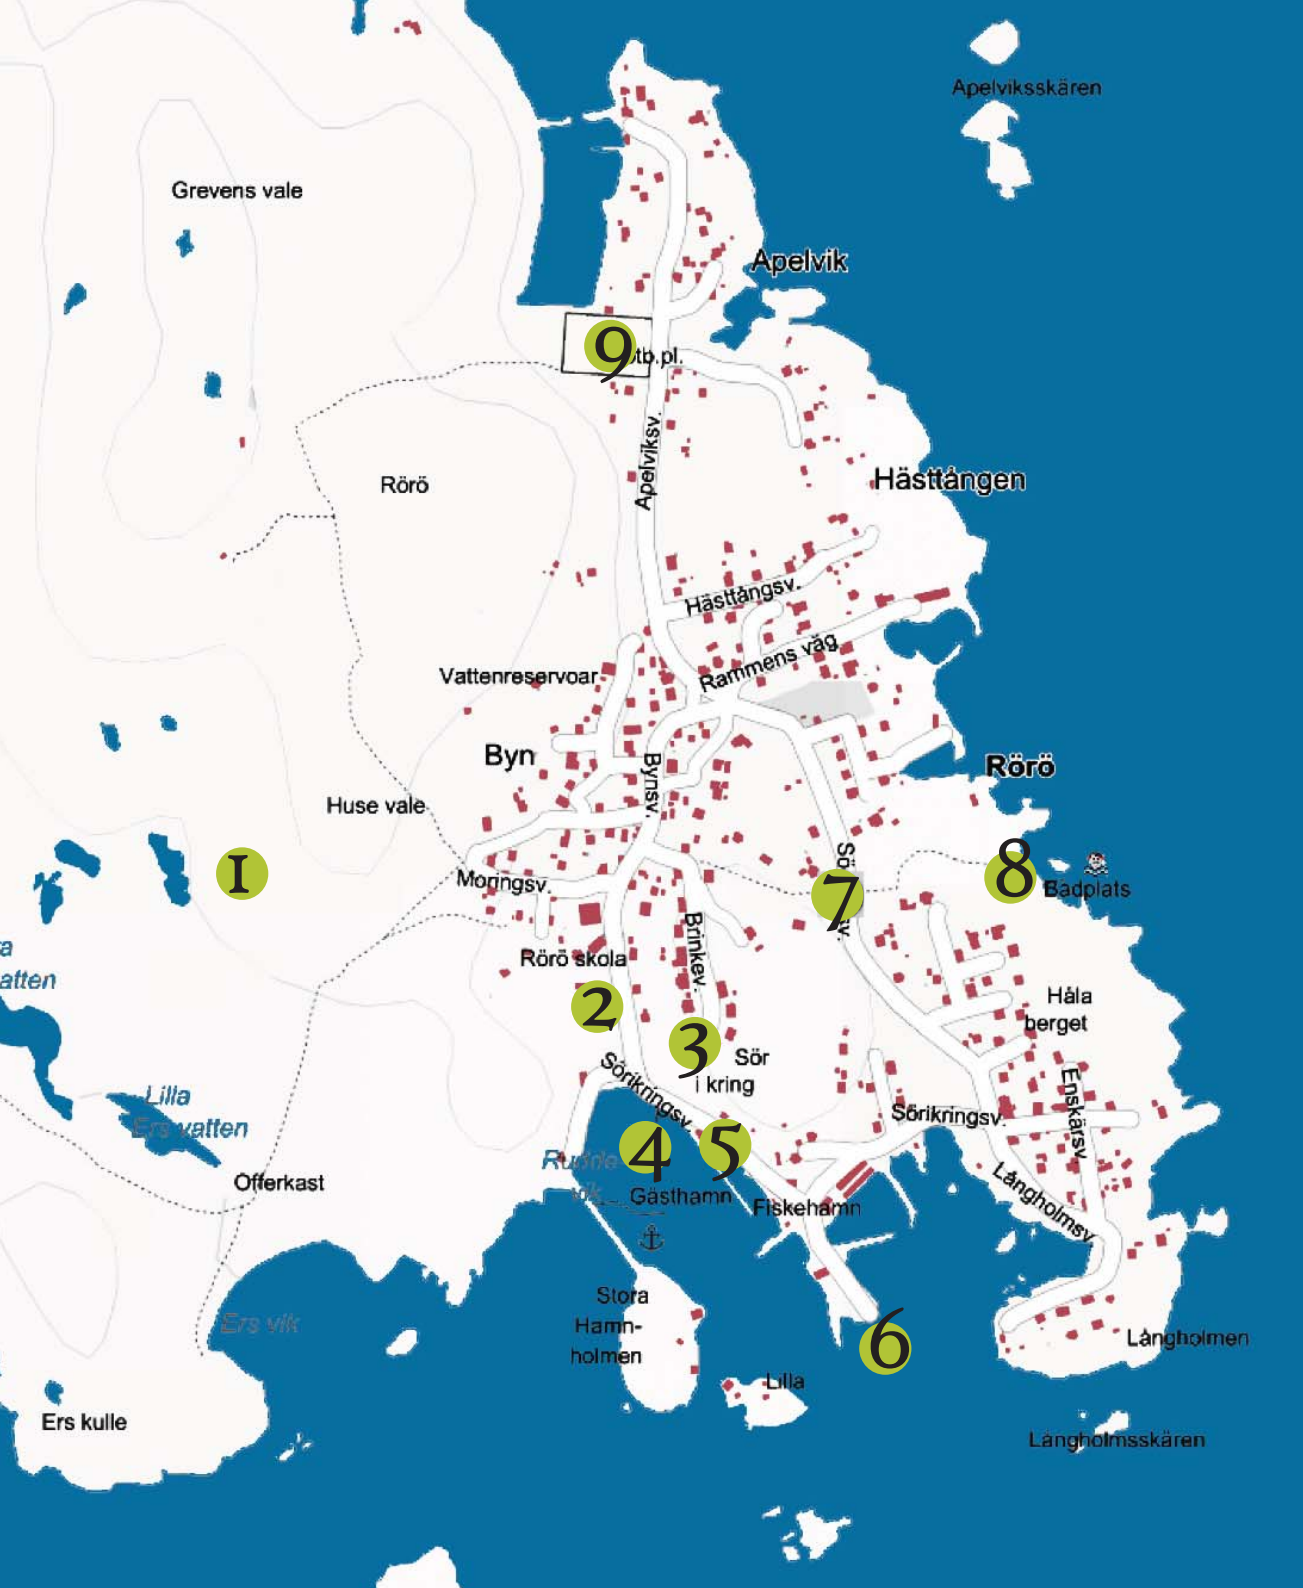 Apelviksskären
Grevens vale
Apelvik
9
tb.pl.
Apelviksv.
Rörö
Hästtången
Hästtångsv.
Rammens väg
Vattenreservoar
Byn
Bynsv.
Rörö
Huse vale
1
Moringsv.
7
8
Badplats
Brinkev.
Rörö skola
atten
2
3
Sör
i kring
Håla
berget
Sörikringsv.
Enskärsv.
Sörikringsv.
Lilla
Ers vatten
4
5
Offerkast
vik
Gästhamn
Fiskehamn
Långholmsv.
Stora
Hamn-
holmen
Ers vik
6
Långholmen
Lilla
Ers kulle
Långholmsskären